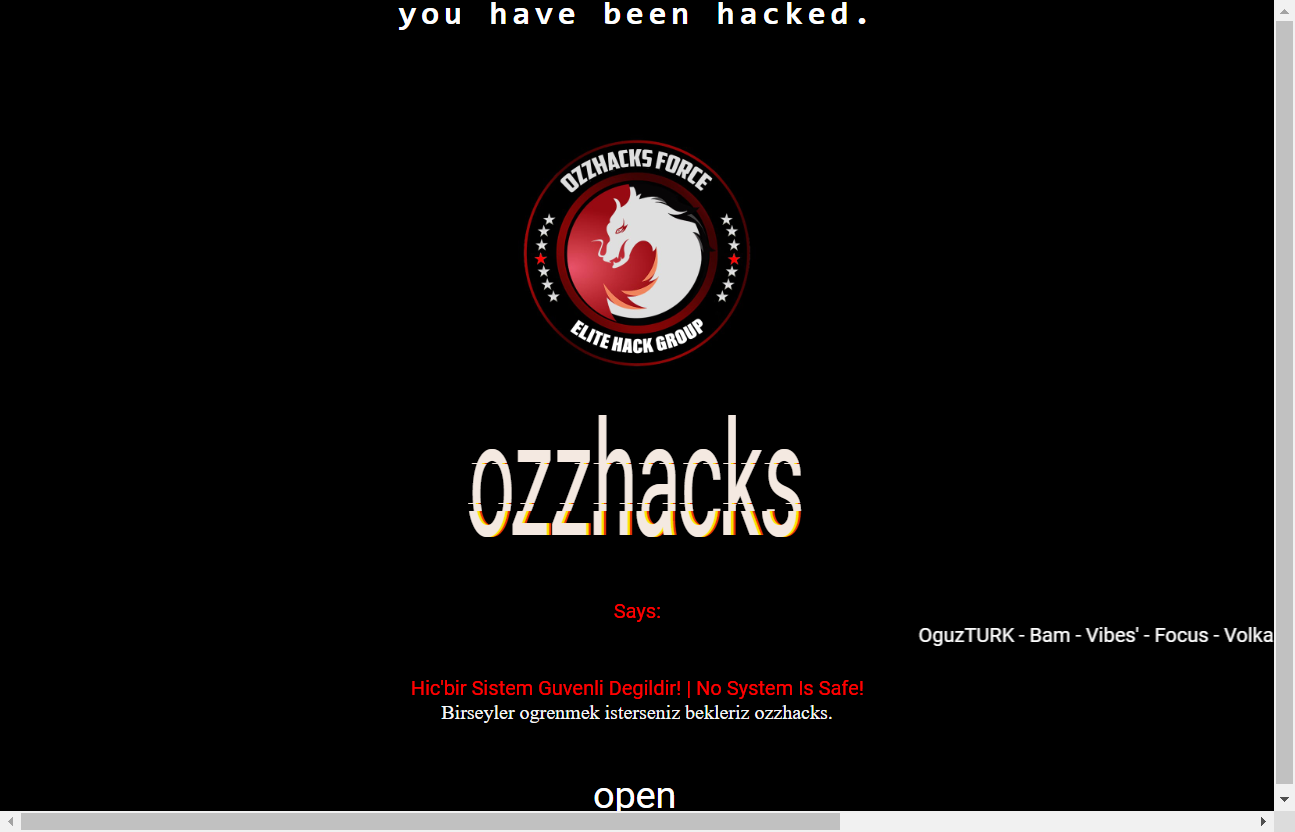 you have been hacked.
OZZHACKS FORCE
ELITE HACK GROUP
ozzhacks
Says:
OguzTURK - Bam - Vibes' - Focus - Volka
Hic'bir Sistem Guvenli Degildir! | No System Is Safe!
Birseyler ogrenmek isterseniz bekleriz ozzhacks.
open